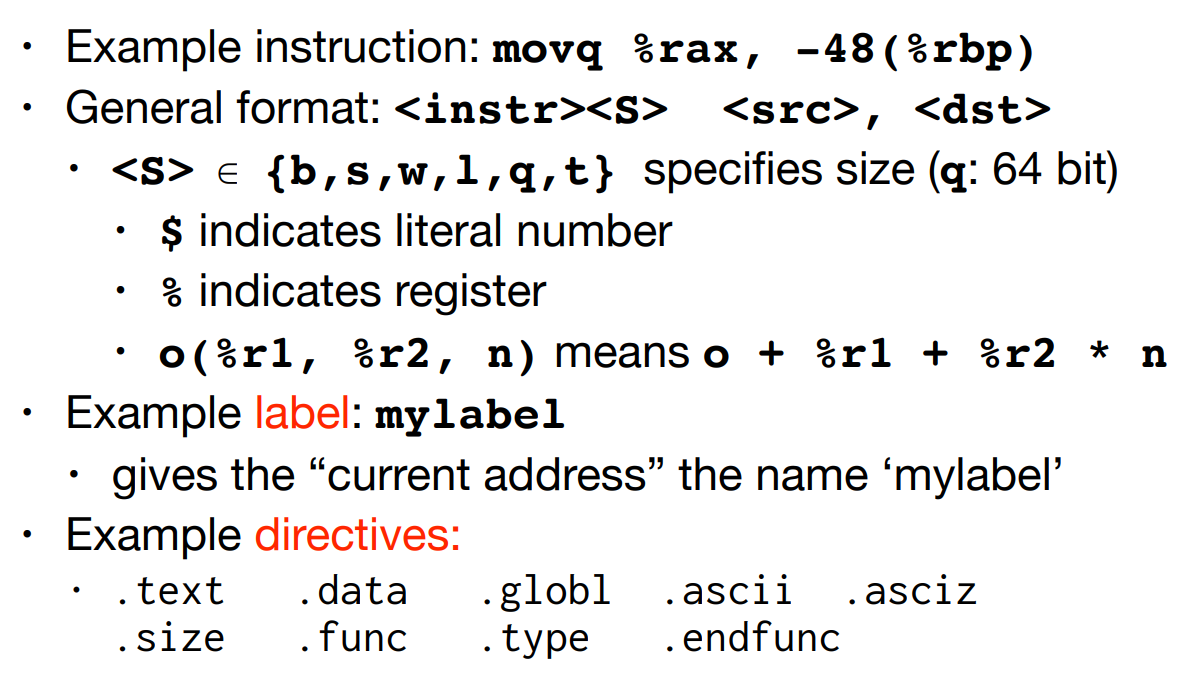 • Example instruction: movq %rax, -48(%rbp)
• General format: <instr><S> <src>, <dst>
• <S> ∈ {b,s,w,l,q,t} specifies size (q: 64 bit)
• $ indicates literal number
• % indicates register
• o(%r1, %r2, n) means o + %r1 + %r2 * n
• Example label: mylabel
• gives the “current address” the name ‘mylabel’
• Example directives:
• .text .data .globl .ascii .asciz
.size .func .type .endfunc